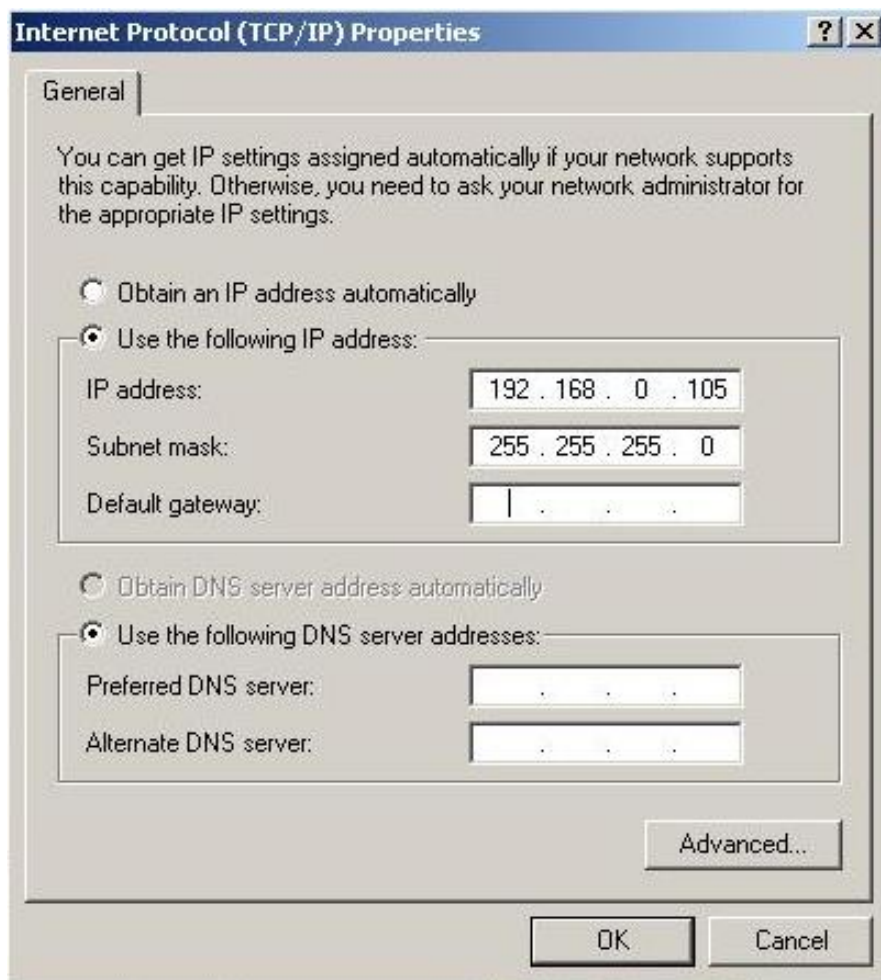 Internet Protocol (TCP/IP) Properties
General
You can get IP settings assigned automatically if your network supports
this capability. Otherwise, you need to ask your network administrator for
the appropriate IP settings.
Obtain an IP address automatically
Use the following IP address:
IP address: 192 . 168 . 0 . 105
Subnet mask: 255 . 255 . 255 . 0
Default gateway: . . .
Obtain DNS server address automatically
Use the following DNS server addresses:
Preferred DNS server: . . .
Alternate DNS server: . . .
Advanced...
OK Cancel